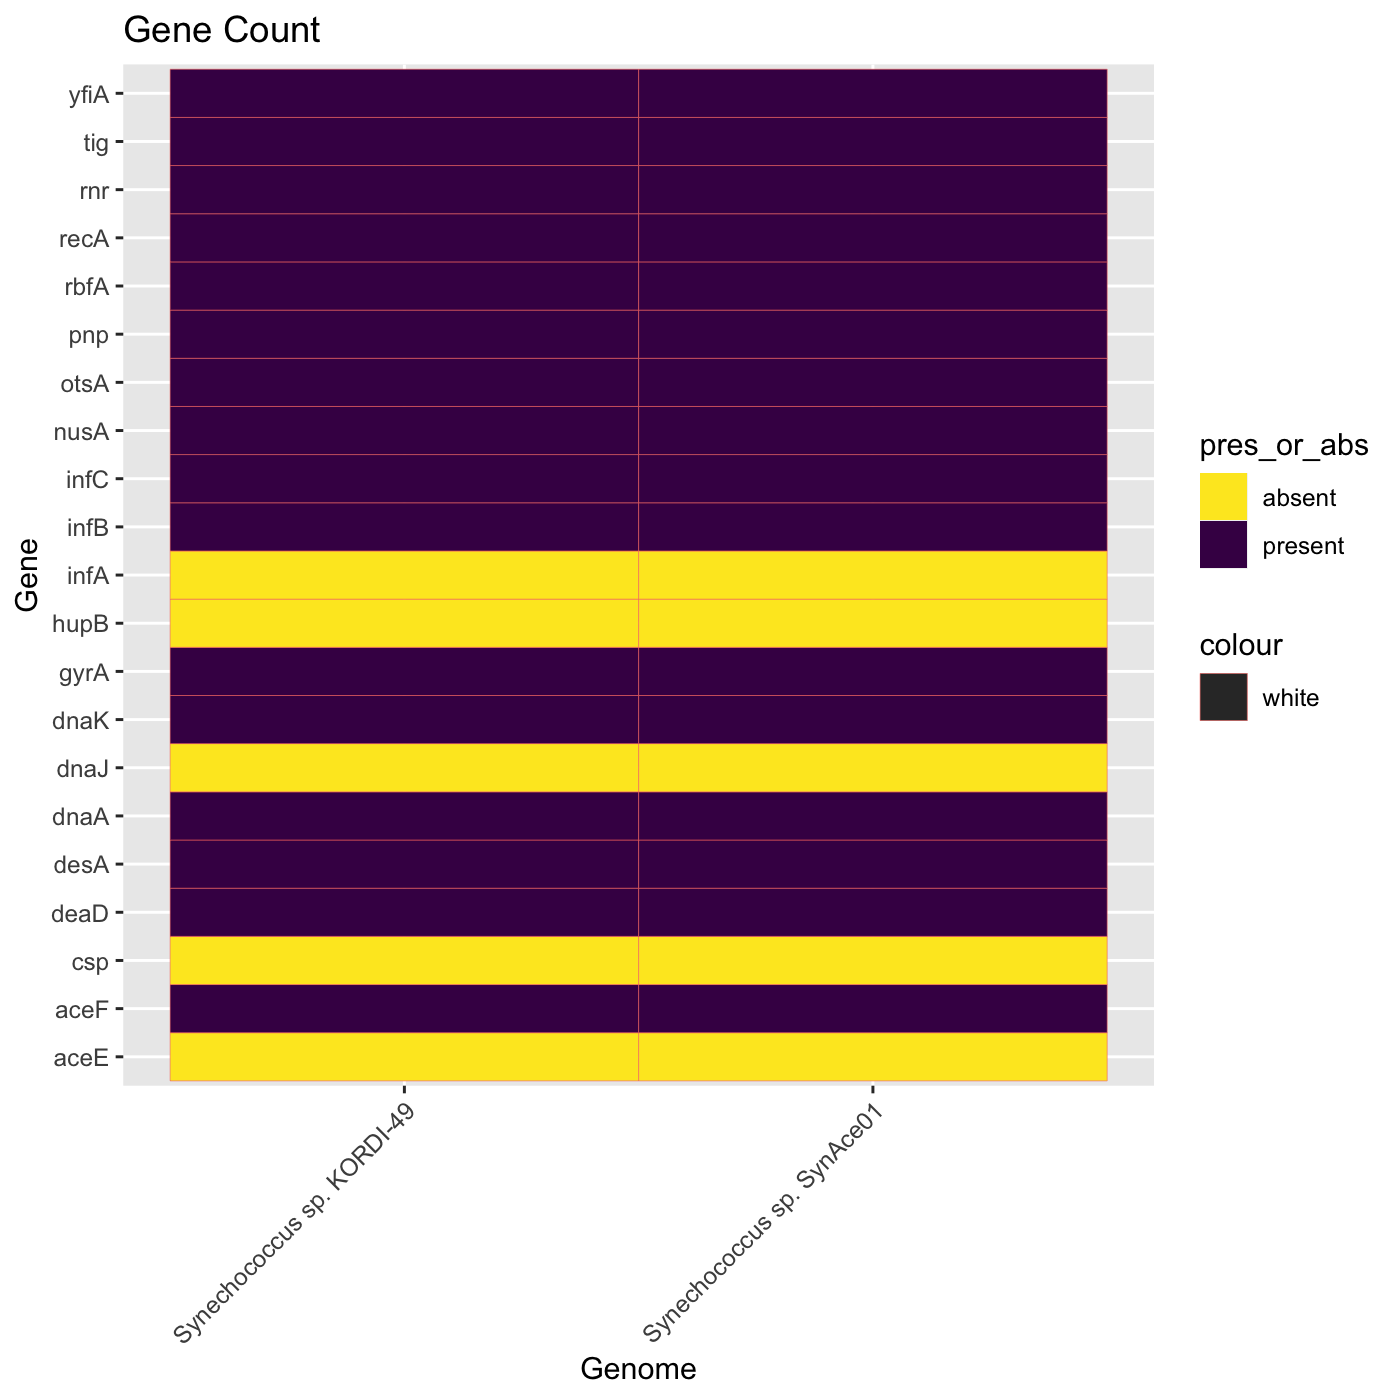 Gene Count
yfiA
tig
rnr
recA
rbfA
pnp
otsA
nusA
infC
infB
infA
hupB
gyrA
dnaK
dnaJ
dnaA
desA
deaD
csp
aceF
aceE
Gene
Synechococcus sp. KORDI-49
Synechococcus sp. SynAce01
Genome
pres_or_abs
absent
present
colour
white